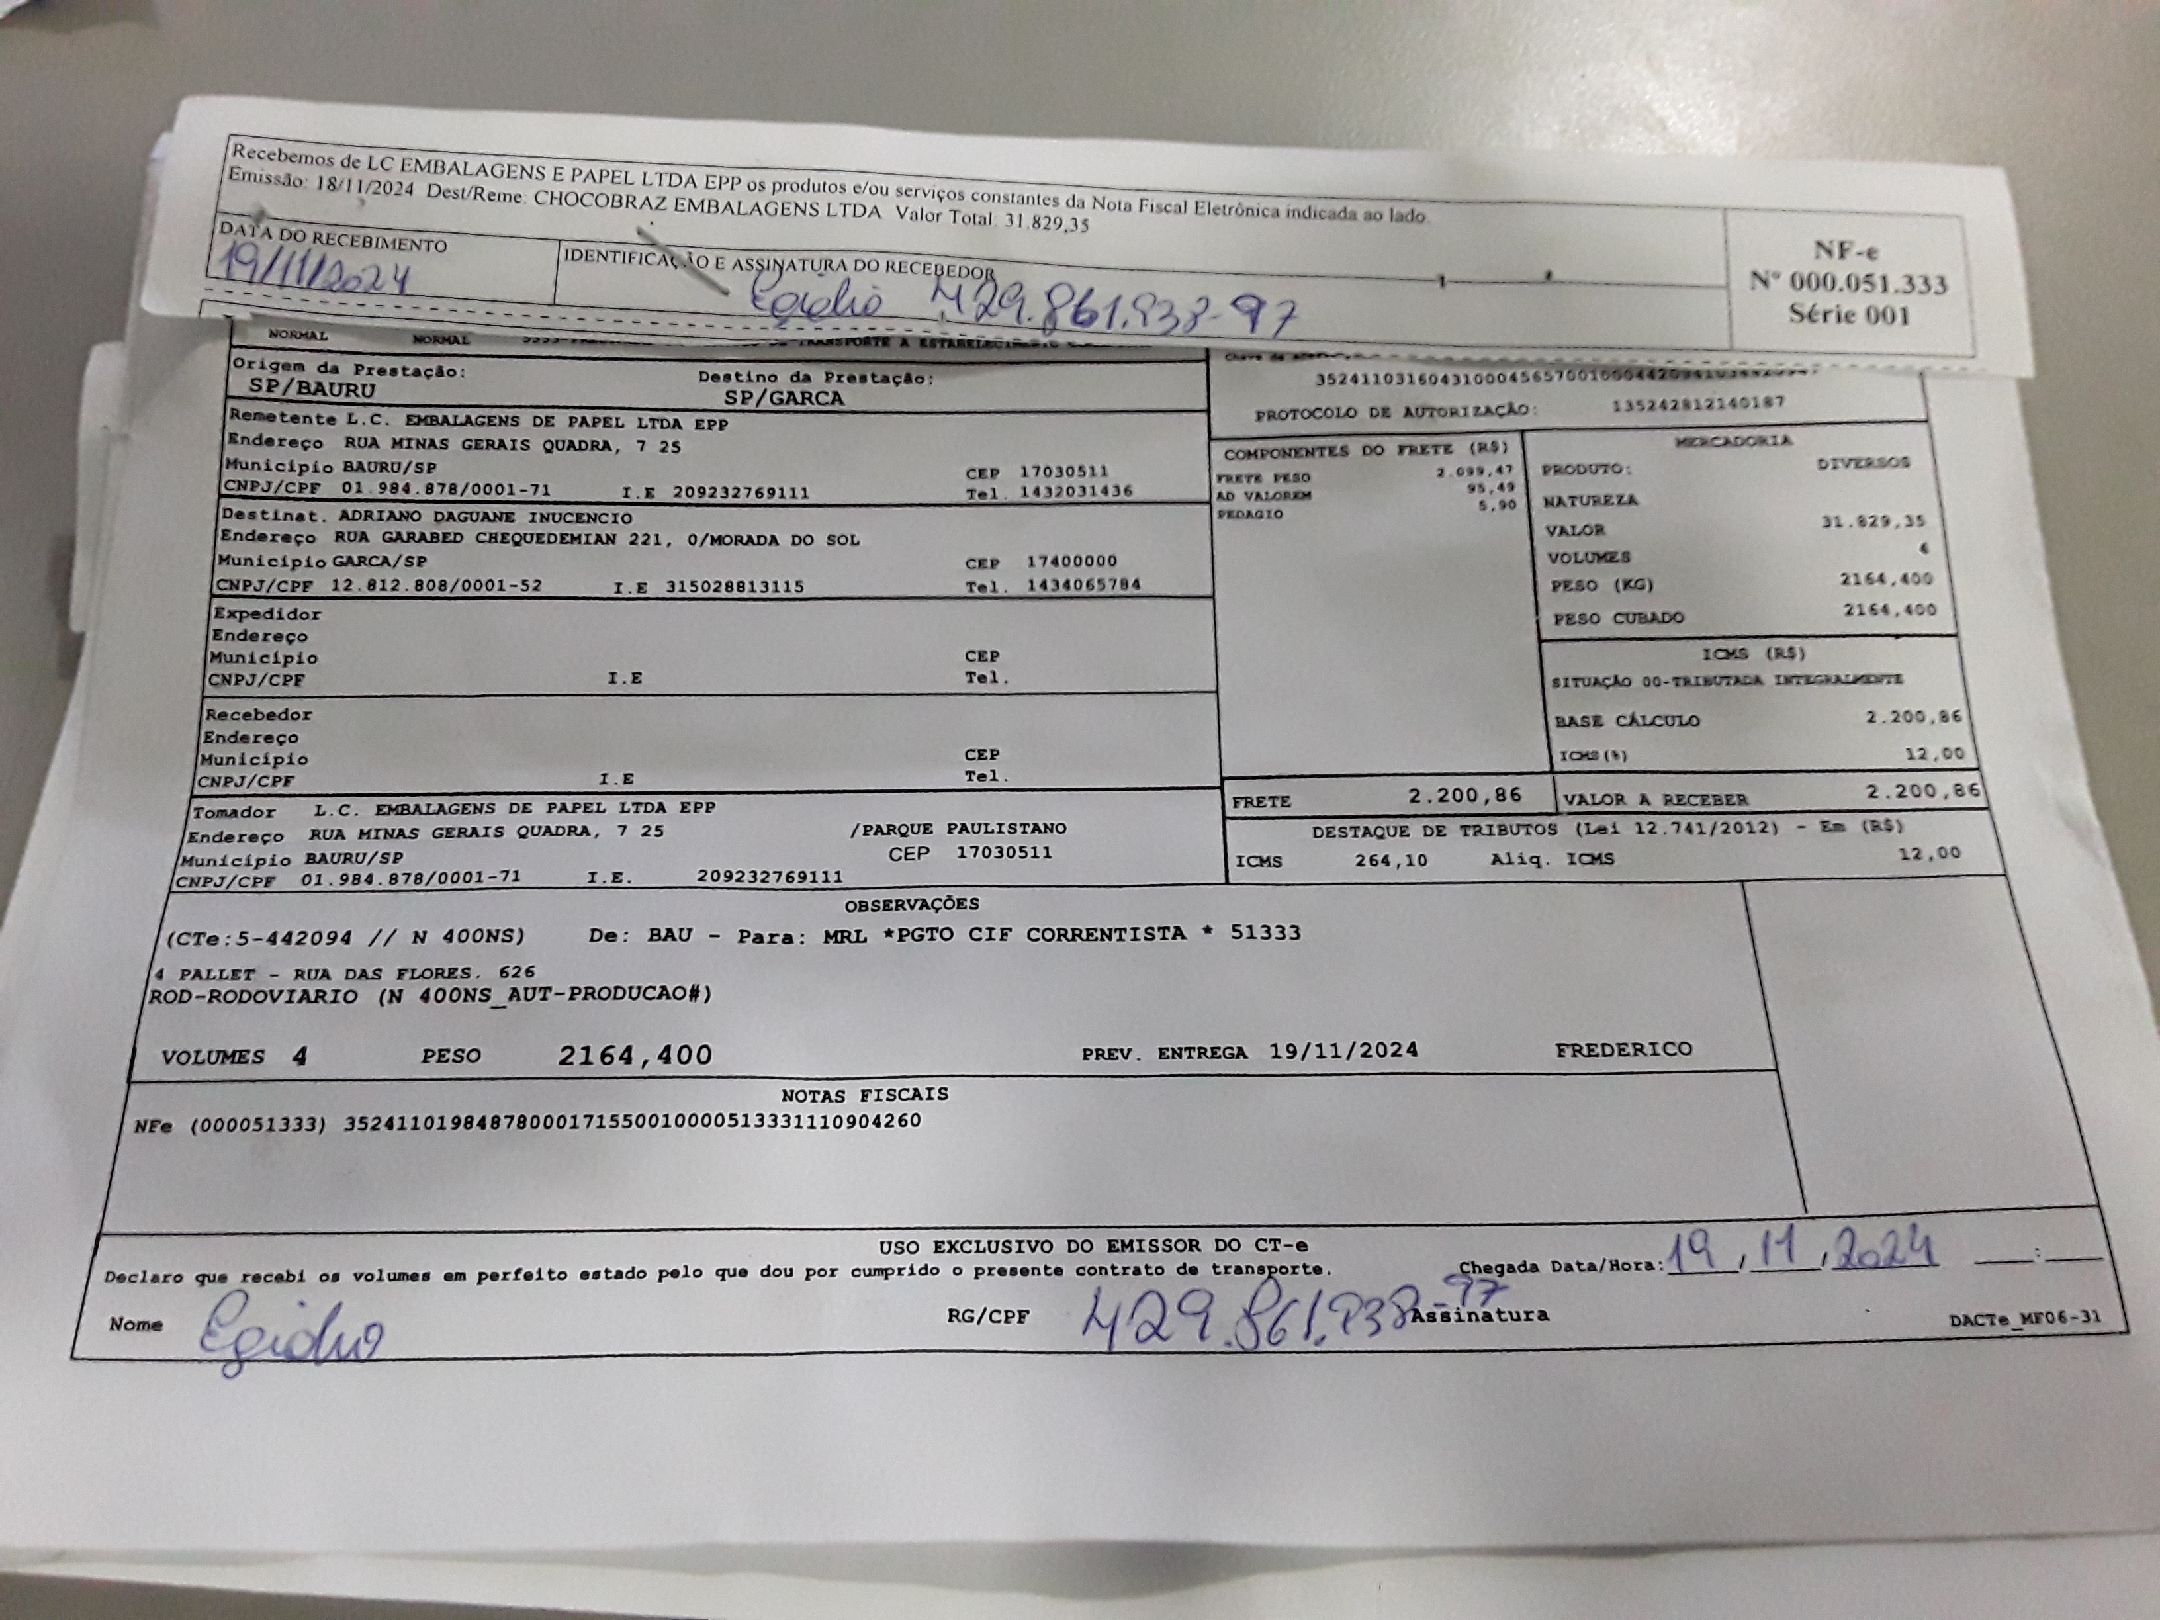 Recebemos de LC EMBALAGENS E PAPEL LTDA EPP os produtos e/ou serviços constantes da Nota Fiscal Eletrônica indicada ao lado.
Emissão: 18/11/2024 Dest/Reme: CHOCOBRAZ EMBALAGENS LTDA Valor Total: 31.829,35
DATA DO RECEBIMENTO
19/11/2024
IDENTIFICAÇÃO E ASSINATURA DO RECEBEDOR
Egidio 429.861.938-97
NF-e
Nº 000.051.333
Série 001
NORMAL NORMAL TRANSPORTE A
Origem da Prestação: Destino da Prestação:
SP/BAURU SP/GARCA
Remetente L.C. EMBALAGENS DE PAPEL LTDA EPP
Endereço RUA MINAS GERAIS QUADRA, 7 25
Município BAURU/SP CEP 17030511
CNPJ/CPF 01.984.878/0001-71 I.E 209232769111 Tel. 1432031436
Destinat. ADRIANO DAGUANE INUCENCIO
Endereço RUA GARABED CHEQUEDEMIAN 221, 0/MORADA DO SOL
Município GARCA/SP CEP 17400000
CNPJ/CPF 12.812.808/0001-52 I.E 315028813115 Tel. 1434065784
Expedidor
Endereço
Município CEP
CNPJ/CPF I.E Tel.
Recebedor
Endereço
Município CEP
CNPJ/CPF I.E Tel.
Tomador L.C. EMBALAGENS DE PAPEL LTDA EPP
Endereço RUA MINAS GERAIS QUADRA, 7 25 /PARQUE PAULISTANO
Município BAURU/SP CEP 17030511
CNPJ/CPF 01.984.878/0001-71 I.E. 209232769111
PROTOCOLO DE AUTORIZAÇÃO: 135242812140187
COMPONENTES DO FRETE (R$)
FRETE PESO 2.099,47
AD VALOREM 95,49
PEDAGIO 5,90
MERCADORIA
PRODUTO: DIVERSOS
NATUREZA
VALOR 31.829,35
VOLUMES 4
PESO (KG) 2164,400
PESO CUBADO 2164,400
ICMS (R$)
SITUAÇÃO 00-TRIBUTADA INTEGRALMENTE
BASE CÁLCULO 2.200,86
ICMS(%) 12,00
FRETE 2.200,86 VALOR A RECEBER 2.200,86
DESTAQUE DE TRIBUTOS (Lei 12.741/2012) - Em (R$)
ICMS 264,10 Aliq. ICMS 12,00
OBSERVAÇÕES
(CTe:5-442094 // N 400NS) De: BAU - Para: MRL *PGTO CIF CORRENTISTA * 51333
4 PALLET - RUA DAS FLORES. 626
ROD-RODOVIARIO (N 400NS_AUT-PRODUCAO#)
VOLUMES 4 PESO 2164,400 PREV. ENTREGA 19/11/2024 FREDERICO
NOTAS FISCAIS
NFe (000051333) 35241101984878000171550010000513331110904260
USO EXCLUSIVO DO EMISSOR DO CT-e
Declaro que recebi os volumes em perfeito estado pelo que dou por cumprido o presente contrato de transporte. Chegada Data/Hora: 19/11/2024 ___:___
Nome Egidio RG/CPF 429.861.938-97 Assinatura DACTe_MF06-31